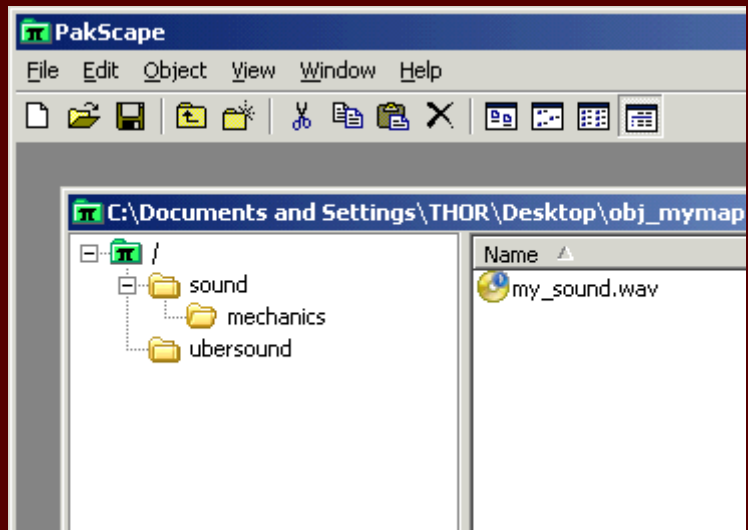 PakScape
File Edit Object View Window Help
C:\Documents and Settings\THOR\Desktop\obj_mymap
/
Name
sound
my_sound.wav
mechanics
ubersound